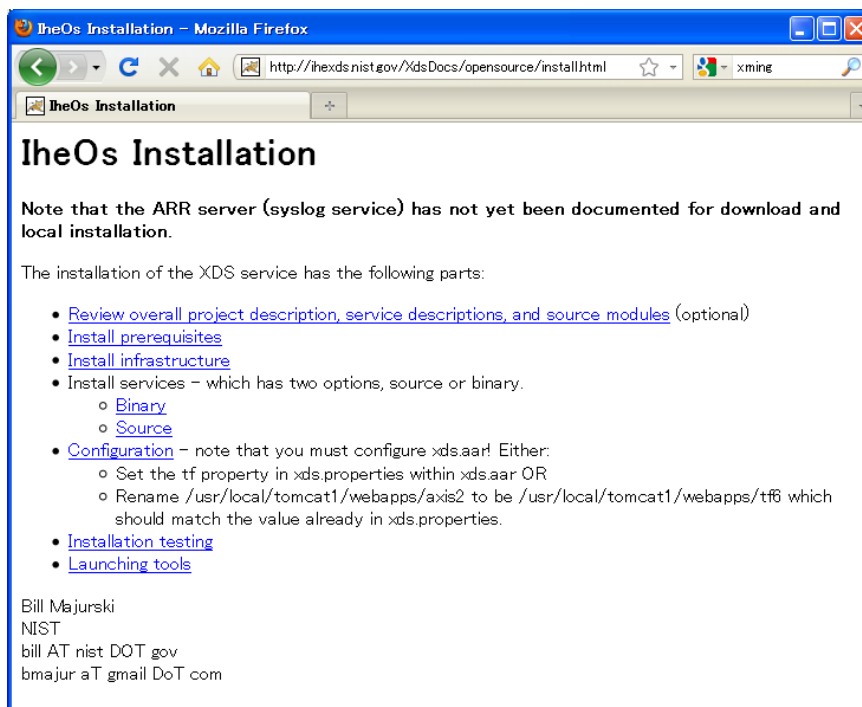 IheOs Installation - Mozilla Firefox
http://ihexds.nist.gov/XdsDocs/opensource/install.html
xming
IheOs Installation
IheOs Installation
Note that the ARR server (syslog service) has not yet been documented for download and
local installation.
The installation of the XDS service has the following parts:
• Review overall project description, service descriptions, and source modules (optional)
• Install prerequisites
• Install infrastructure
• Install services - which has two options, source or binary.
○ Binary
○ Source
• Configuration - note that you must configure xds.aar! Either:
○ Set the tf property in xds.properties within xds.aar OR
○ Rename /usr/local/tomcat1/webapps/axis2 to be /usr/local/tomcat1/webapps/tf6 which
should match the value already in xds.properties.
• Installation testing
• Launching tools
Bill Majurski
NIST
bill AT nist DOT gov
bmajur aT gmail DoT com